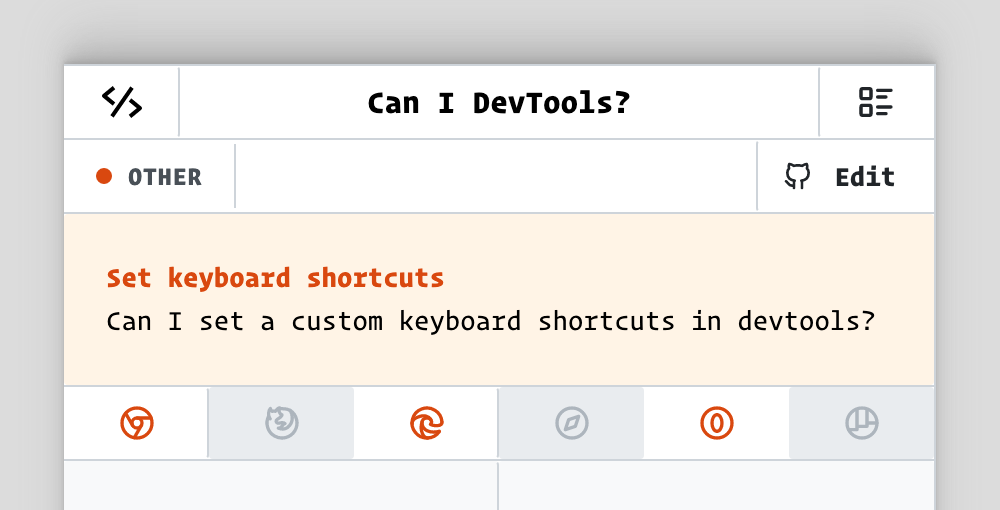 Can I DevTools?
OTHER
Edit
Set keyboard shortcuts
Can I set a custom keyboard shortcuts in devtools?